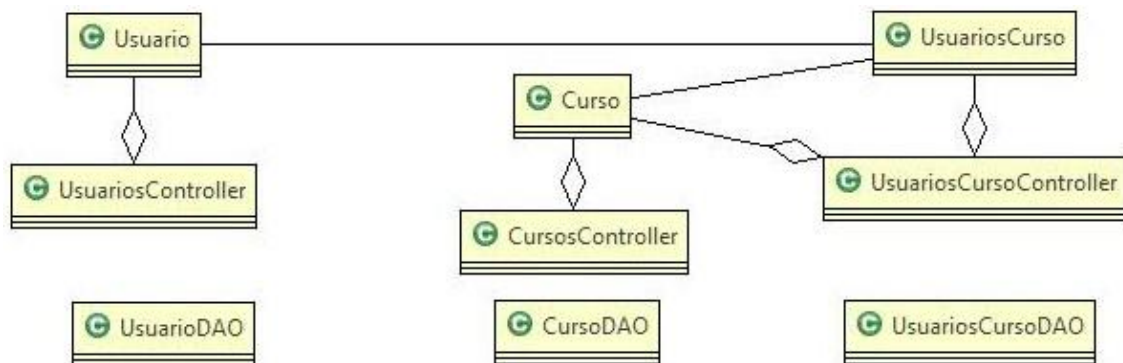 C Usuario
C UsuariosCurso
C Curso
C UsuariosController
C UsuariosCursoController
C CursosController
C UsuarioDAO
C CursoDAO
C UsuariosCursoDAO